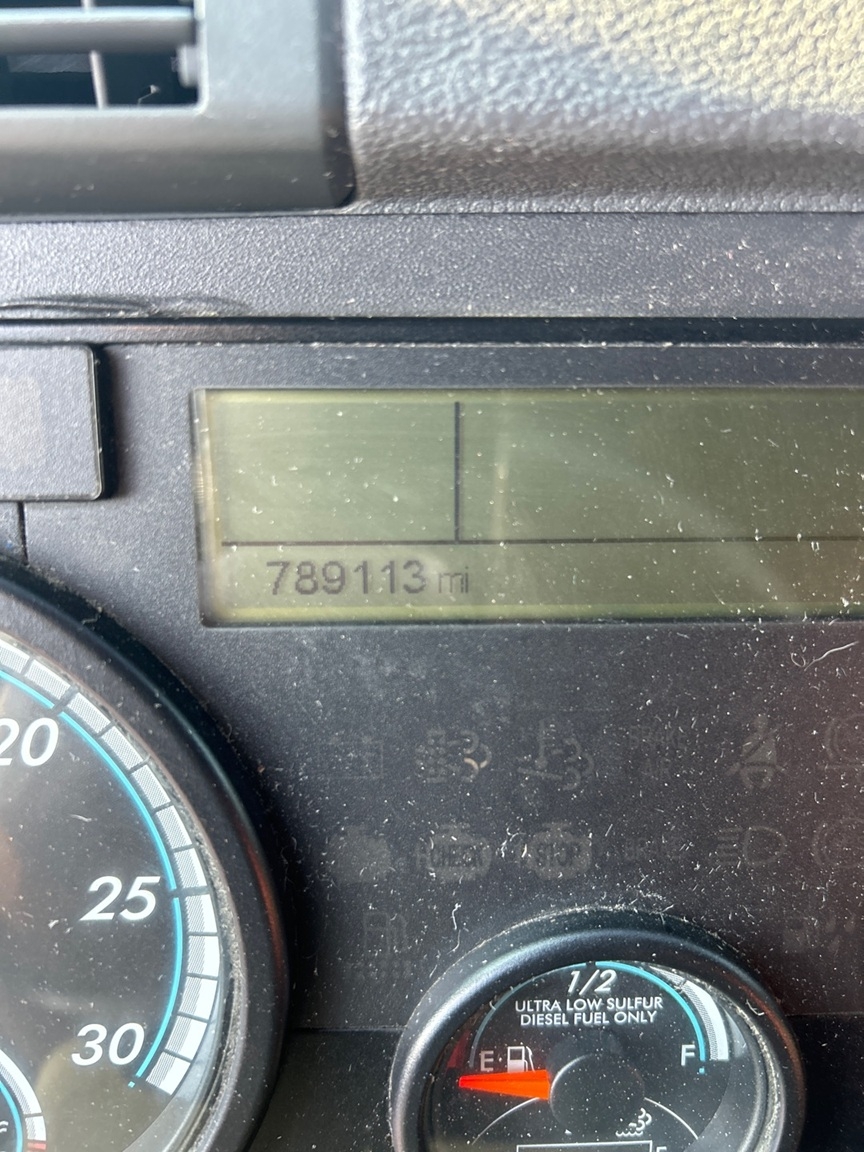 789113 mi
20
CHECK
STOP
25
1/2
ULTRA LOW SULFUR
DIESEL FUEL ONLY
30
E
F